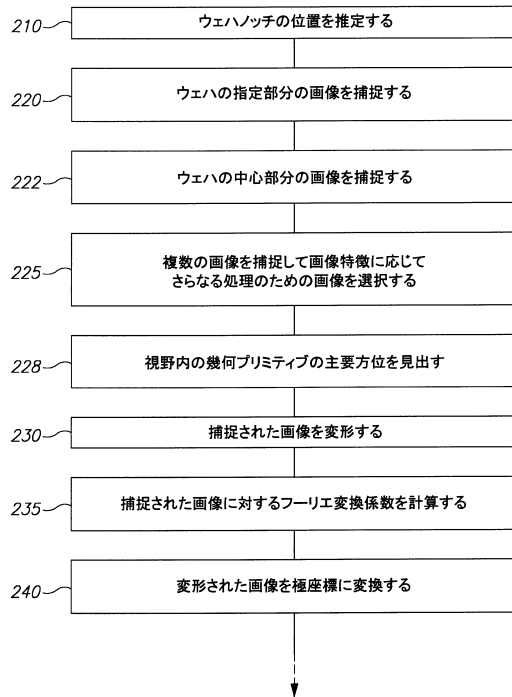 210 ウェハノッチの位置を推定する
220 ウェハの指定部分の画像を捕捉する
222 ウェハの中心部分の画像を捕捉する
複数の画像を捕捉して画像特徴に応じて
225 さらなる処理のための画像を選択する
228 視野内の幾何プリミティブの主要方位を見出す
230 捕捉された画像を変形する
235 捕捉された画像に対するフーリエ変換係数を計算する
240 変形された画像を極座標に変換する